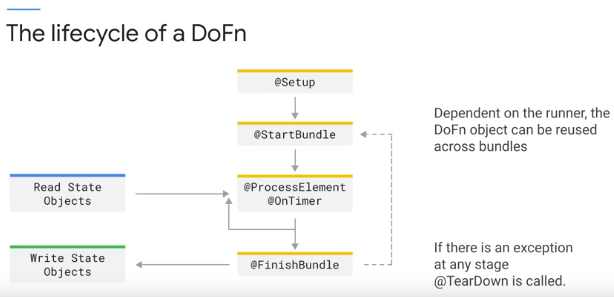 The lifecycle of a DoFn
@Setup
@StartBundle
Dependent on the runner, the
DoFn object can be reused
across bundles
Read State
Objects
@ProcessElement
@OnTimer
Write State
Objects
@FinishBundle
If there is an exception
at any stage
@TearDown is called.